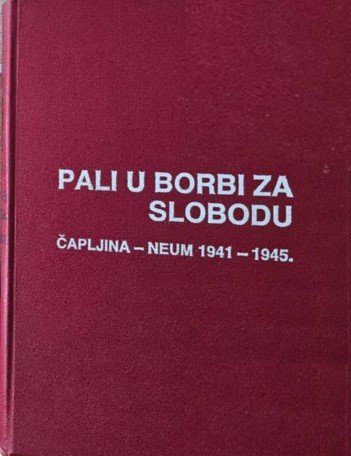 PALI U BORBI ZA
SLOBODU
ČAPLJINA – NEUM 1941 – 1945.